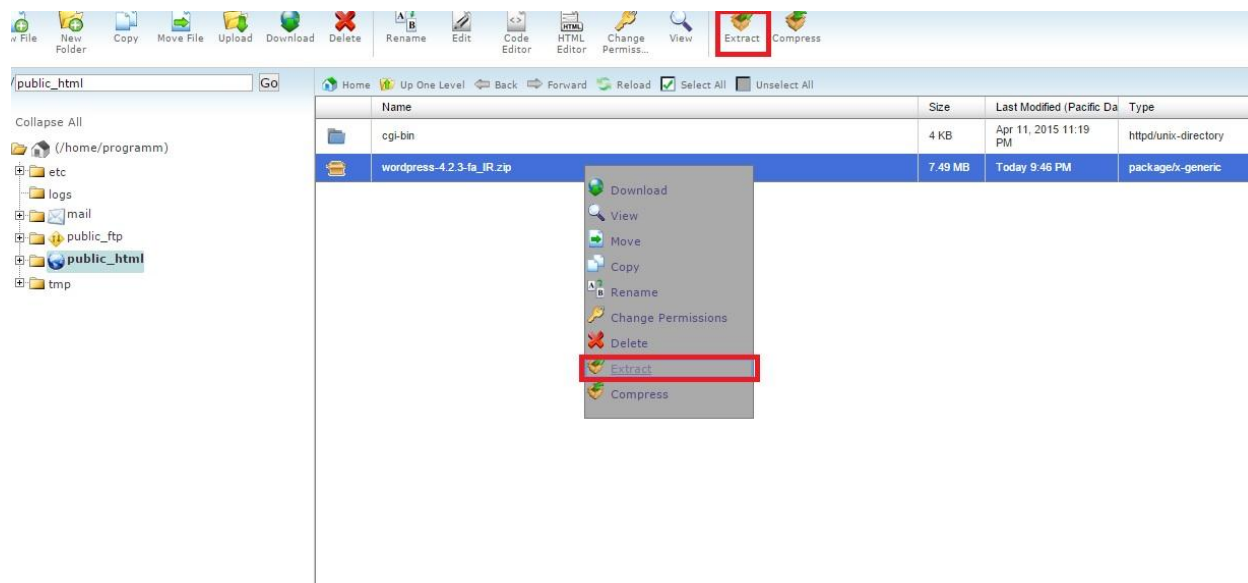 w File New Folder Copy Move File Upload Download Delete Rename Edit Code Editor HTML Editor Change Permiss... View Extract Compress
/public_html Go
Home Up One Level Back Forward Reload Select All Unselect All
Name Size Last Modified (Pacific Da Type
Collapse All
(/home/programm)
etc
logs
mail
public_ftp
public_html
tmp
cgi-bin 4 KB Apr 11, 2015 11:19 PM httpd/unix-directory
wordpress-4.2.3-fa_IR.zip 7.49 MB Today 9:46 PM package/x-generic
Download
View
Move
Copy
Rename
Change Permissions
Delete
Extract
Compress